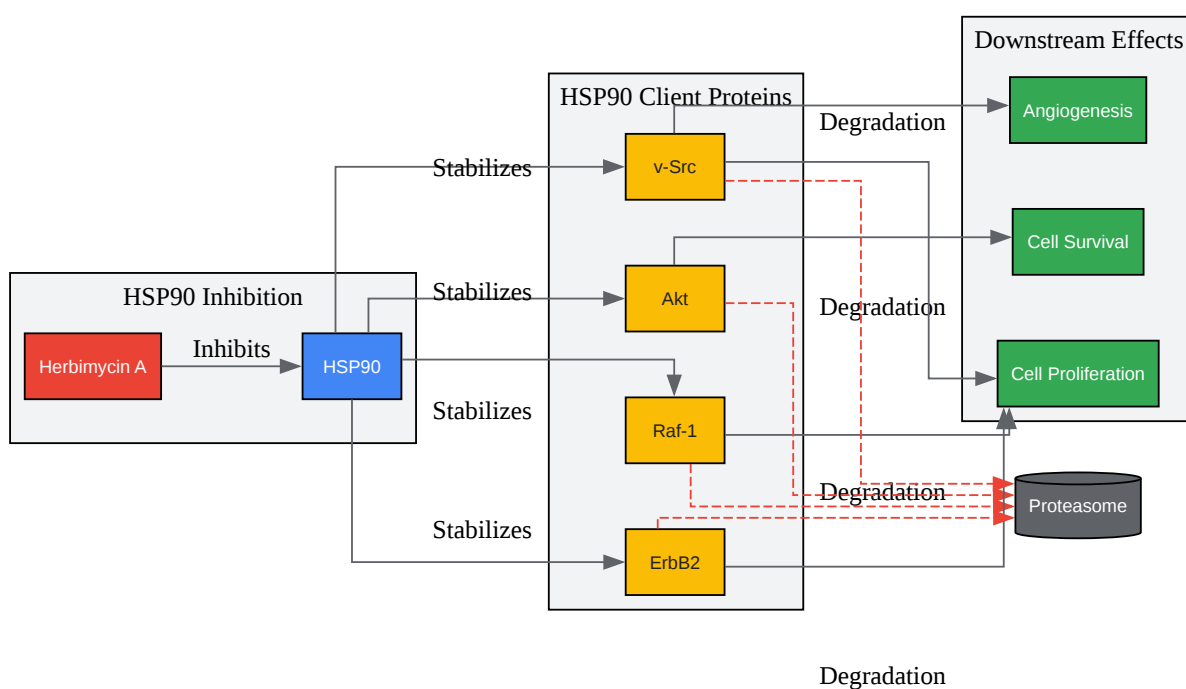 Downstream Effects
HSP90 Client Proteins
Angiogenesis
Degradation
Stabilizes
v-Src
Cell Survival
HSP90 Inhibition
Stabilizes
Akt
Degradation
Herbimycin A
Inhibits
HSP90
Cell Proliferation
Stabilizes
Raf-1
Degradation
Proteasome
Stabilizes
ErbB2
Degradation